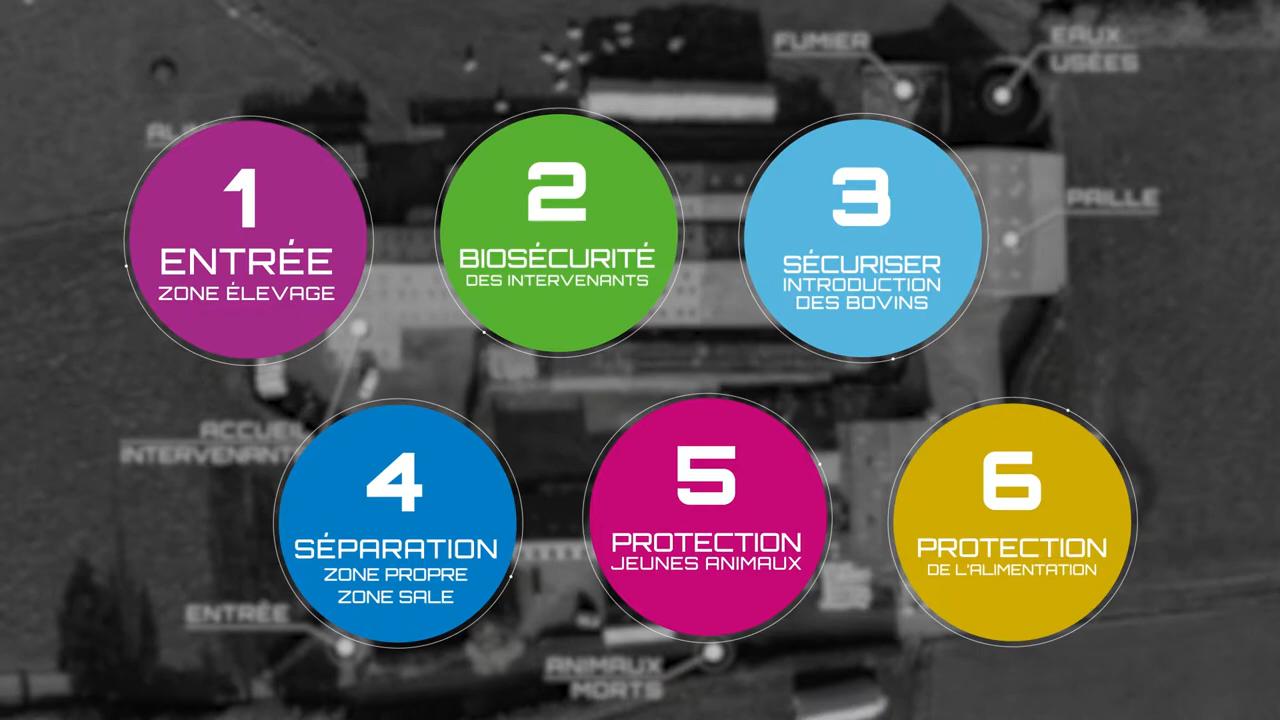 FUMIER
EAUX
USÉES
1
ENTRÉE
ZONE ÉLEVAGE
2
BIOSÉCURITÉ
DES INTERVENANTS
3
SÉCURISER
INTRODUCTION
DES BOVINS
PAILLE
ACCUEIL
4
SÉPARATION
ZONE PROPRE
ZONE SALE
5
PROTECTION
JEUNES ANIMAUX
6
PROTECTION
DE L'ALIMENTATION
ENTRÉE
ANIMAUX
MORTS